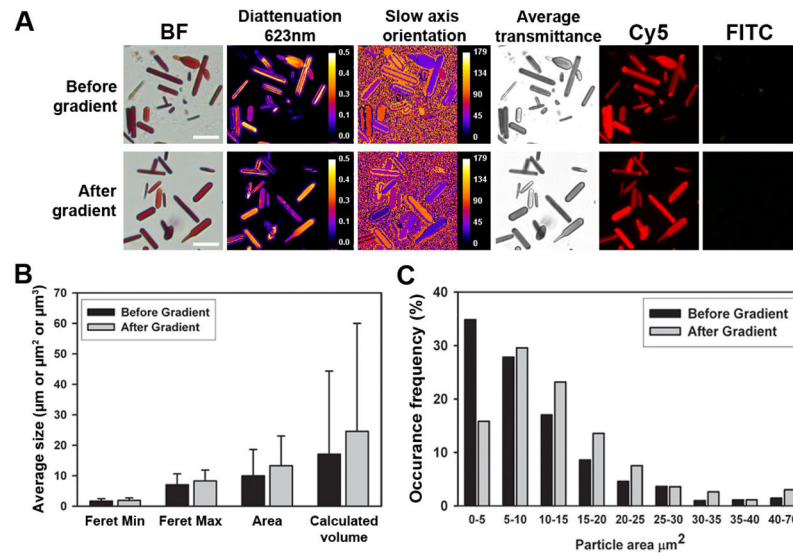 A
BF
Diattenuation
623nm
Slow axis
orientation
Average
transmittance
Cy5
FITC
Before
gradient
0.5
0.4
0.3
0.2
0.1
0.0
179
135
90
45
0
After
gradient
0.5
0.4
0.3
0.2
0.1
0.0
179
135
90
45
0
B
Average size (µm or µm² or µm³)
70
60
50
40
30
20
10
0
Before Gradient
After Gradient
Feret Min
Feret Max
Area
Calculated
volume
C
Occurance frequency (%)
40
30
20
10
0
Before Gradient
After Gradient
0-5
5-10
10-15
15-20
20-25
25-30
30-35
35-40
40-70
Particle area µm²